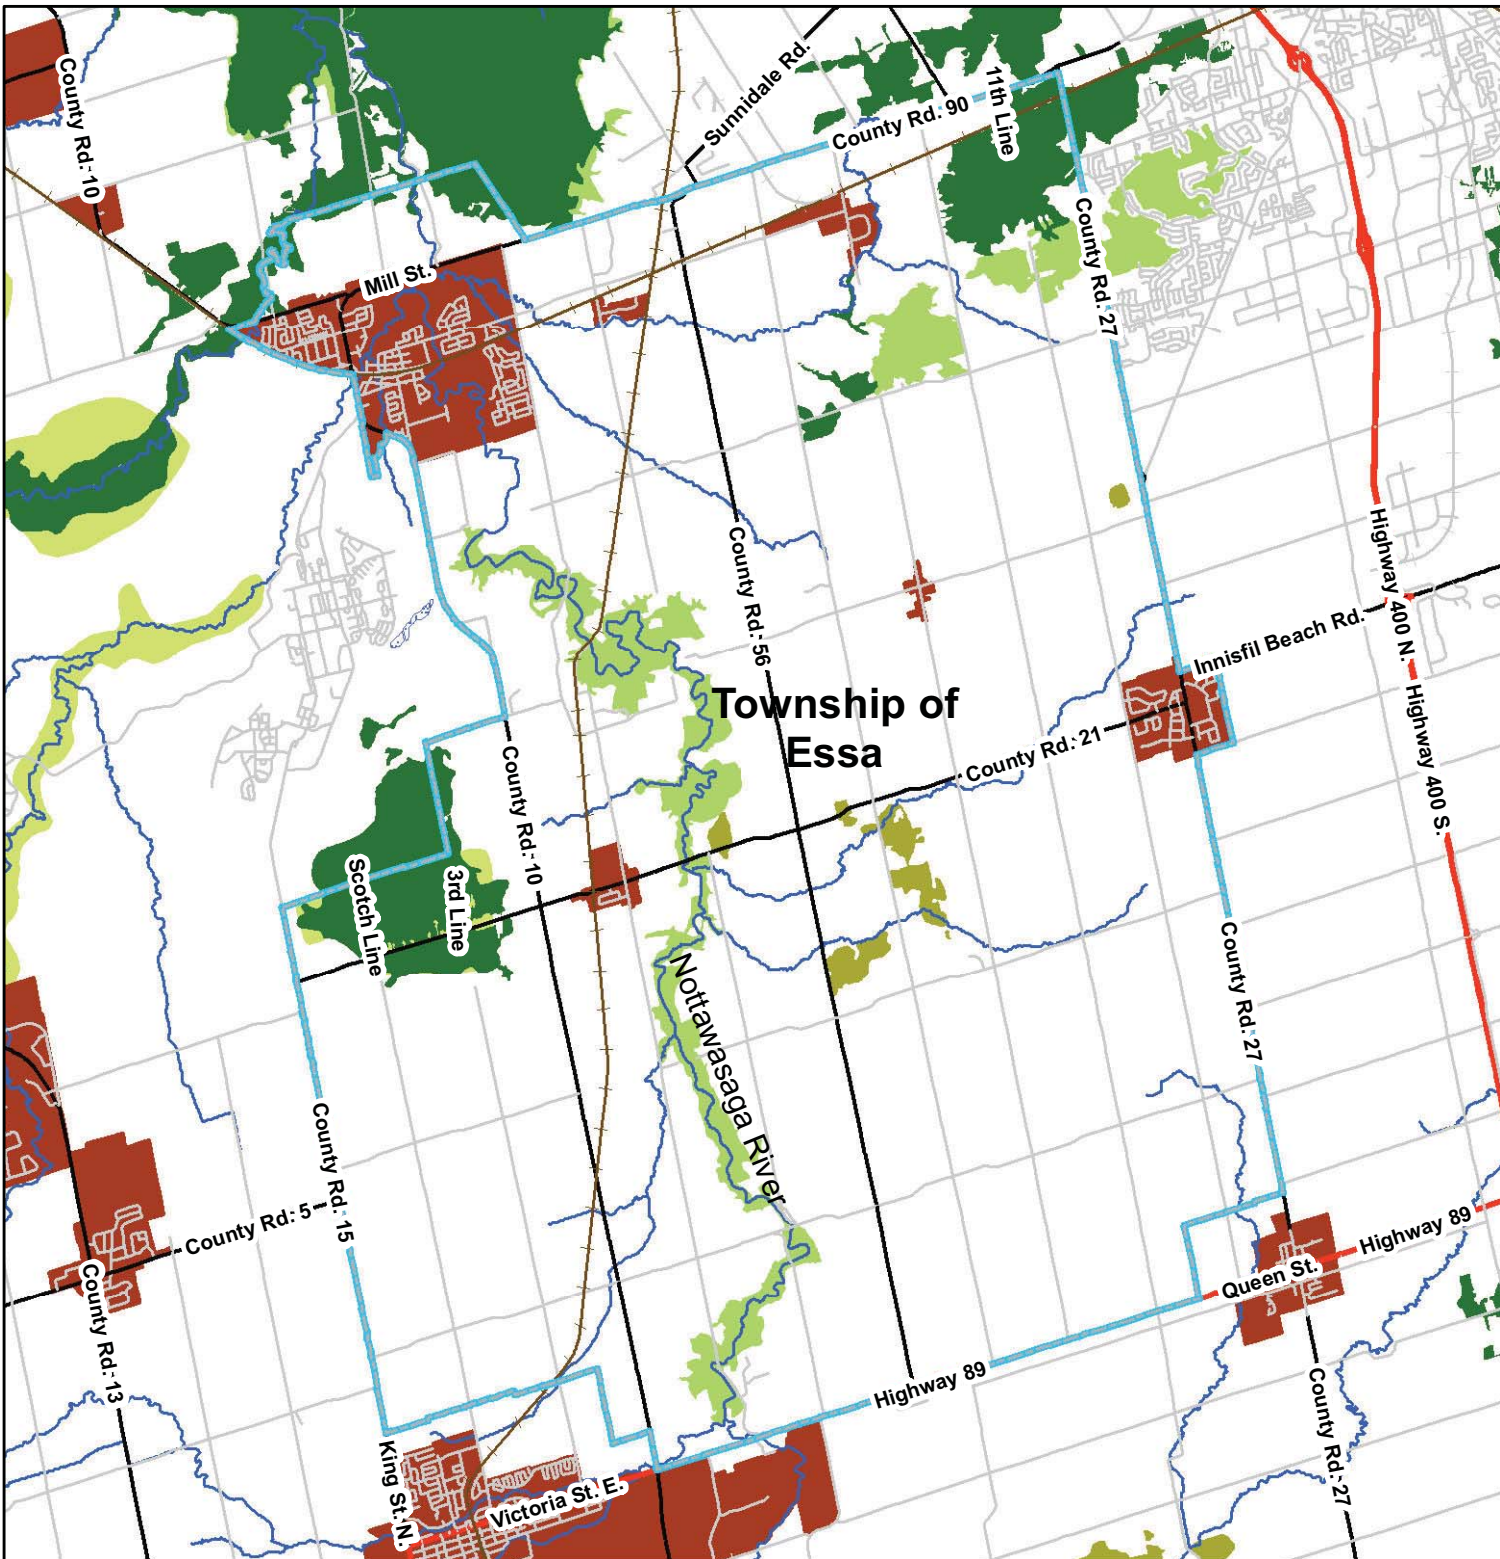 County Rd. 10
Sunnidale Rd.
County Rd. 90
11th Line
Mill St.
County Rd. 27
Highway 400 N.
County Rd. 56
Innisfil Beach Rd.
Township of
Essa
County Rd. 21
Highway 400 S.
County Rd. 10
Scotch Line
3rd Line
County Rd. 27
Nottawasaga River
County Rd. 15
County Rd. 5
County Rd. 13
Highway 89
Queen St.
Highway 89
County Rd. 27
King St. N.
Victoria St. E.